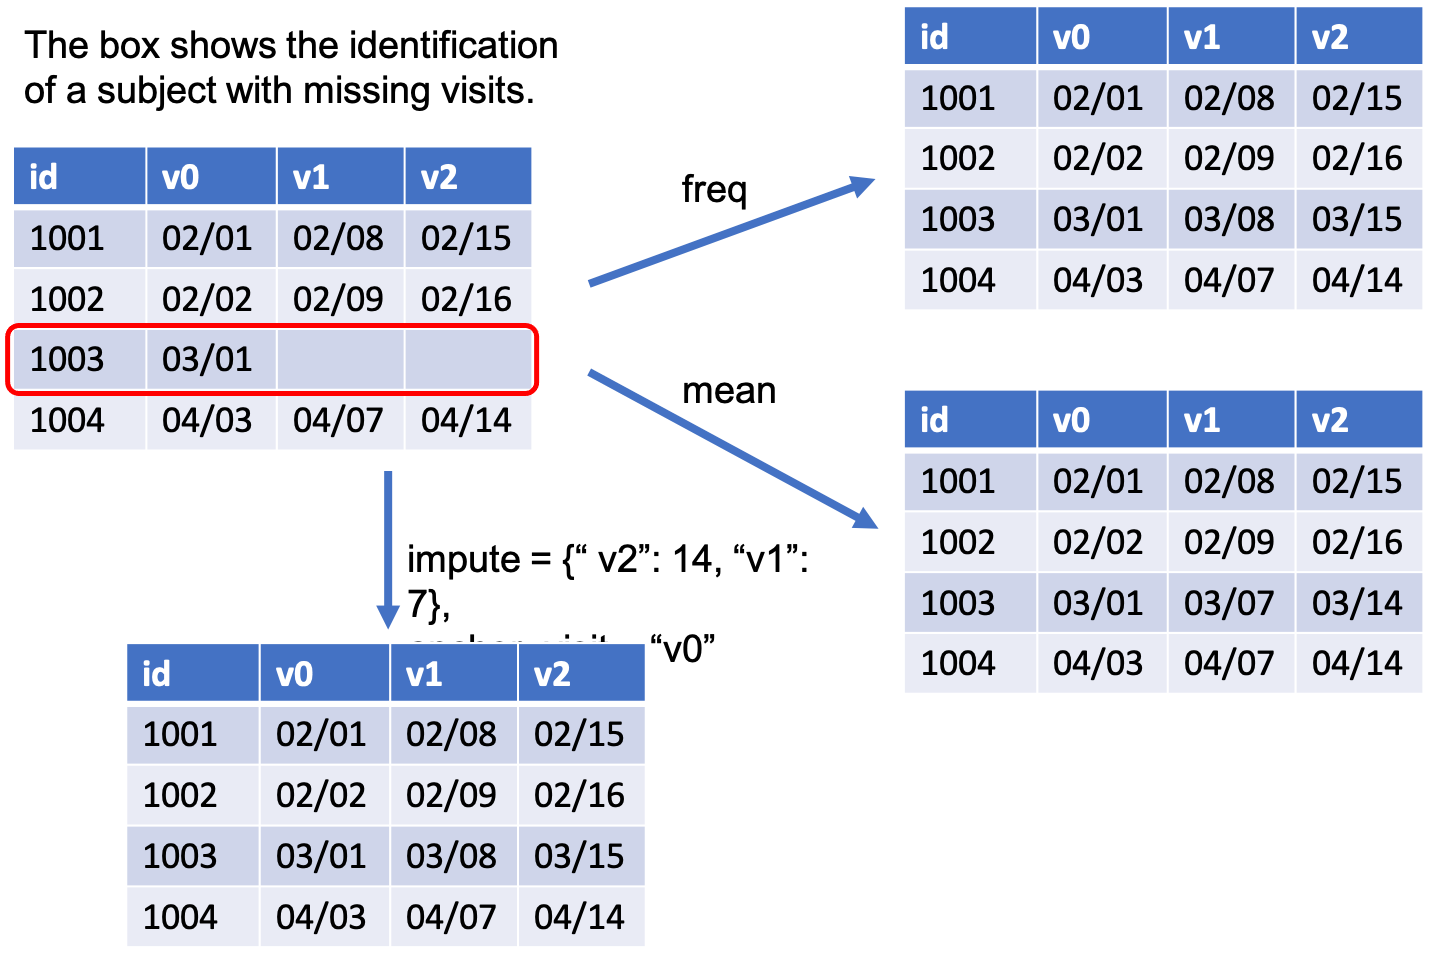 The box shows the identification
of a subject with missing visits.
id v0 v1 v2
1001 02/01 02/08 02/15
1002 02/02 02/09 02/16
1003 03/01
1004 04/03 04/07 04/14
freq
id v0 v1 v2
1001 02/01 02/08 02/15
1002 02/02 02/09 02/16
1003 03/01 03/08 03/15
1004 04/03 04/07 04/14
mean
id v0 v1 v2
1001 02/01 02/08 02/15
1002 02/02 02/09 02/16
1003 03/01 03/07 03/14
1004 04/03 04/07 04/14
impute = {“ v2”: 14, “v1”:
7},
“v0”
id v0 v1 v2
1001 02/01 02/08 02/15
1002 02/02 02/09 02/16
1003 03/01 03/08 03/15
1004 04/03 04/07 04/14